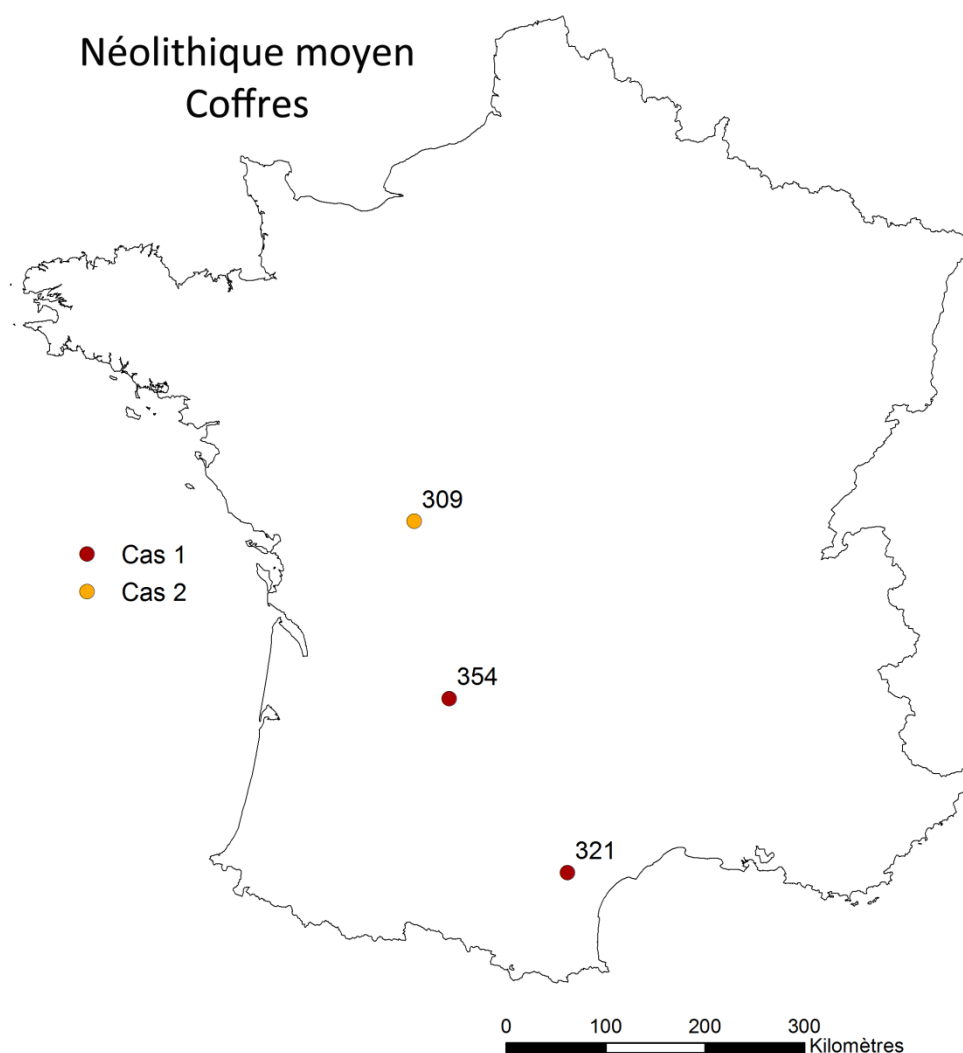 Néolithique moyen
Coffres
309
Cas 1
Cas 2
354
321
0 100 200 300
Kilomètres